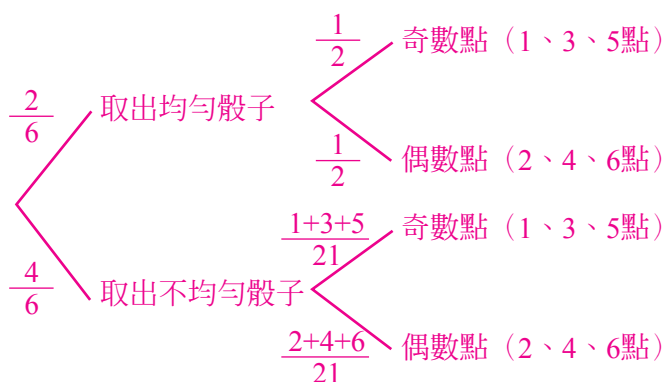 1/2 奇數點（1、3、5點）
2/6 取出均勻骰子
1/2 偶數點（2、4、6點）
1+3+5/21 奇數點（1、3、5點）
4/6 取出不均勻骰子
2+4+6/21 偶數點（2、4、6點）